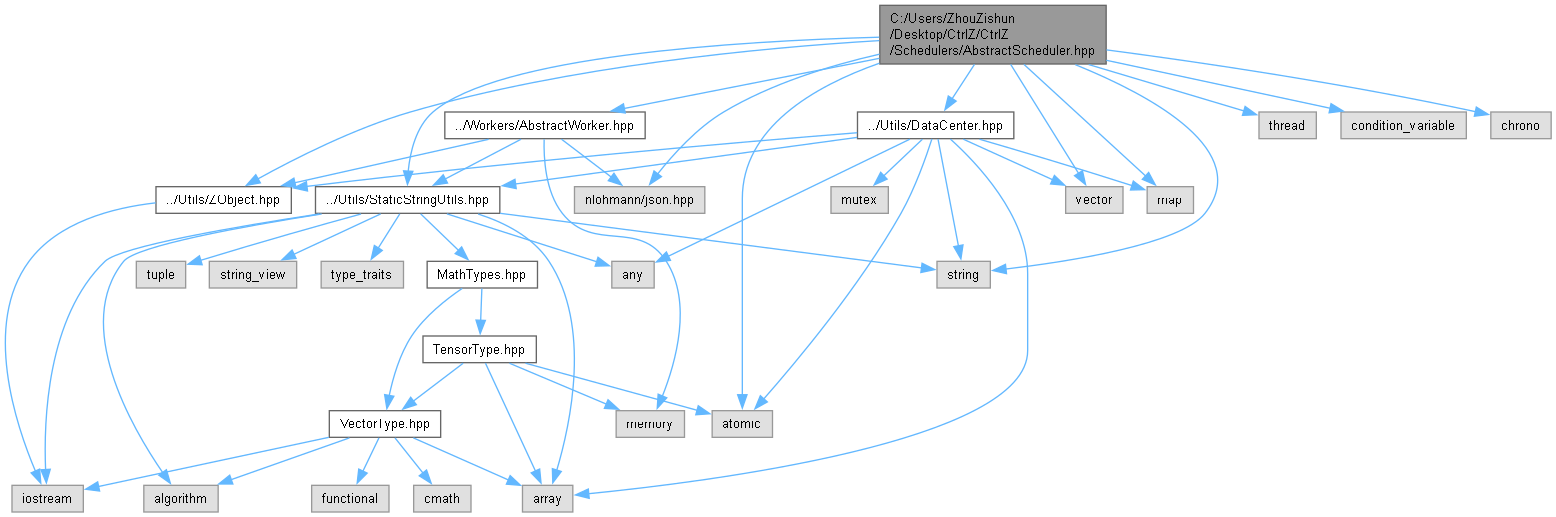 C:/Users/ZhouZishun
/Desktop/CtrlZ/CtrlZ
/Schedulers/AbstractScheduler.hpp
../Workers/AbstractWorker.hpp
../Utils/DataCenter.hpp
thread
condition_variable
chrono
../Utils/ZObject.hpp
../Utils/StaticStringUtils.hpp
nlohmann/json.hpp
mutex
vector
map
tuple
string_view
type_traits
MathTypes.hpp
any
string
TensorType.hpp
VectorType.hpp
memory
atomic
iostream
algorithm
functional
cmath
array